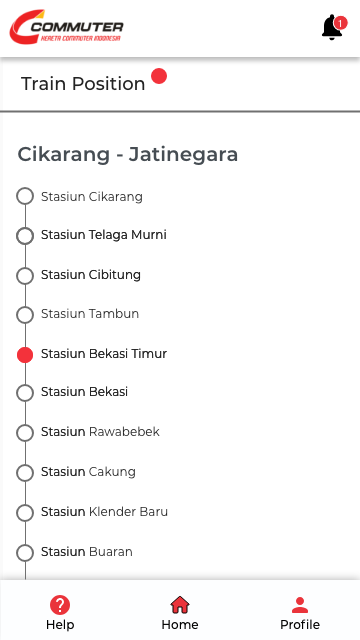 COMMUTER
KERETA COMMUTER INDONESIA
1
Train Position
Cikarang - Jatinegara
Stasiun Cikarang
Stasiun Telaga Murni
Stasiun Cibitung
Stasiun Tambun
Stasiun Bekasi Timur
Stasiun Bekasi
Stasiun Rawabebek
Stasiun Cakung
Stasiun Klender Baru
Stasiun Buaran
?
Help
Home
Profile